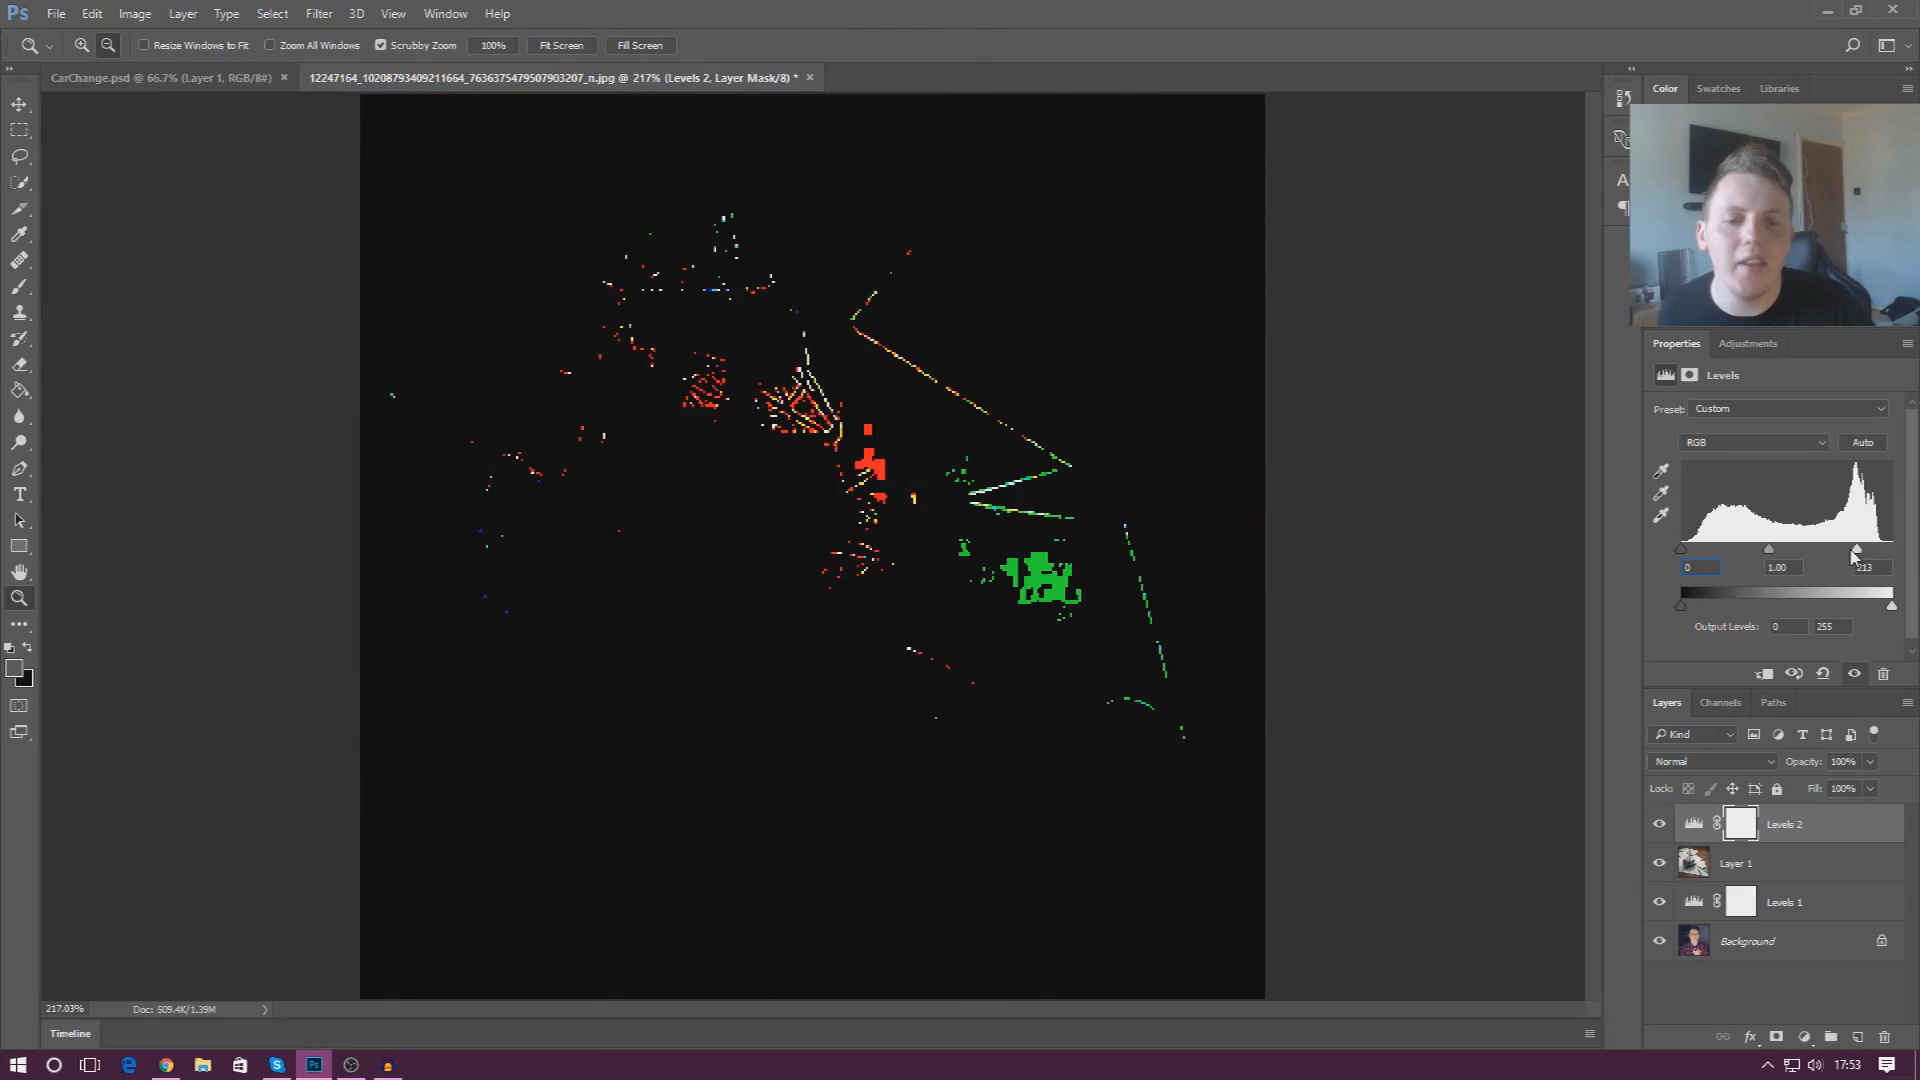 Ps File Edit Image Layer Type Select Filter 3D View Window Help
Resize Windows to Fit Zoom All Windows Scrubby Zoom 100% Fit Screen Fill Screen
CarChange.psd @ 66.7% (Layer 1, RGB/8#) × 12247164_10208793409211664_7636375479507903207_n.jpg @ 217% (Levels 2, Layer Mask/8) * ×
Color Swatches Libraries
Properties Adjustments
Levels
Preset: Custom
RGB Auto
0 1.00 213
Output Levels: 0 255
Layers Channels Paths
Kind
Normal Opacity: 100%
Lock: Fill: 100%
Levels 2
Layer 1
Levels 1
Background
217.03% Doc: 509.4K/1.39M
Timeline
17:53